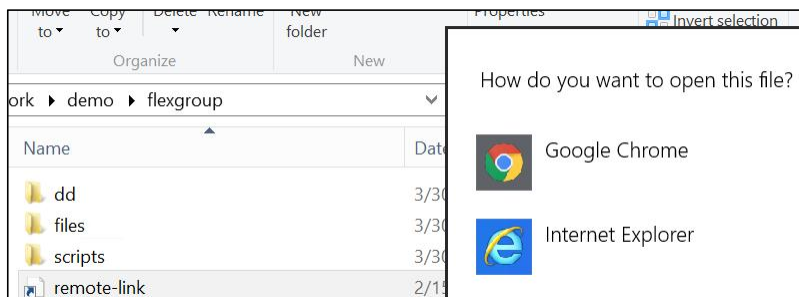 Move to
Copy to
Delete
Rename
New folder
Properties
Invert selection
Organize
New
ork ▸ demo ▸ flexgroup
Name
Date
dd 3/30
files 3/30
scripts 3/30
remote-link 2/15
How do you want to open this file?
Google Chrome
Internet Explorer